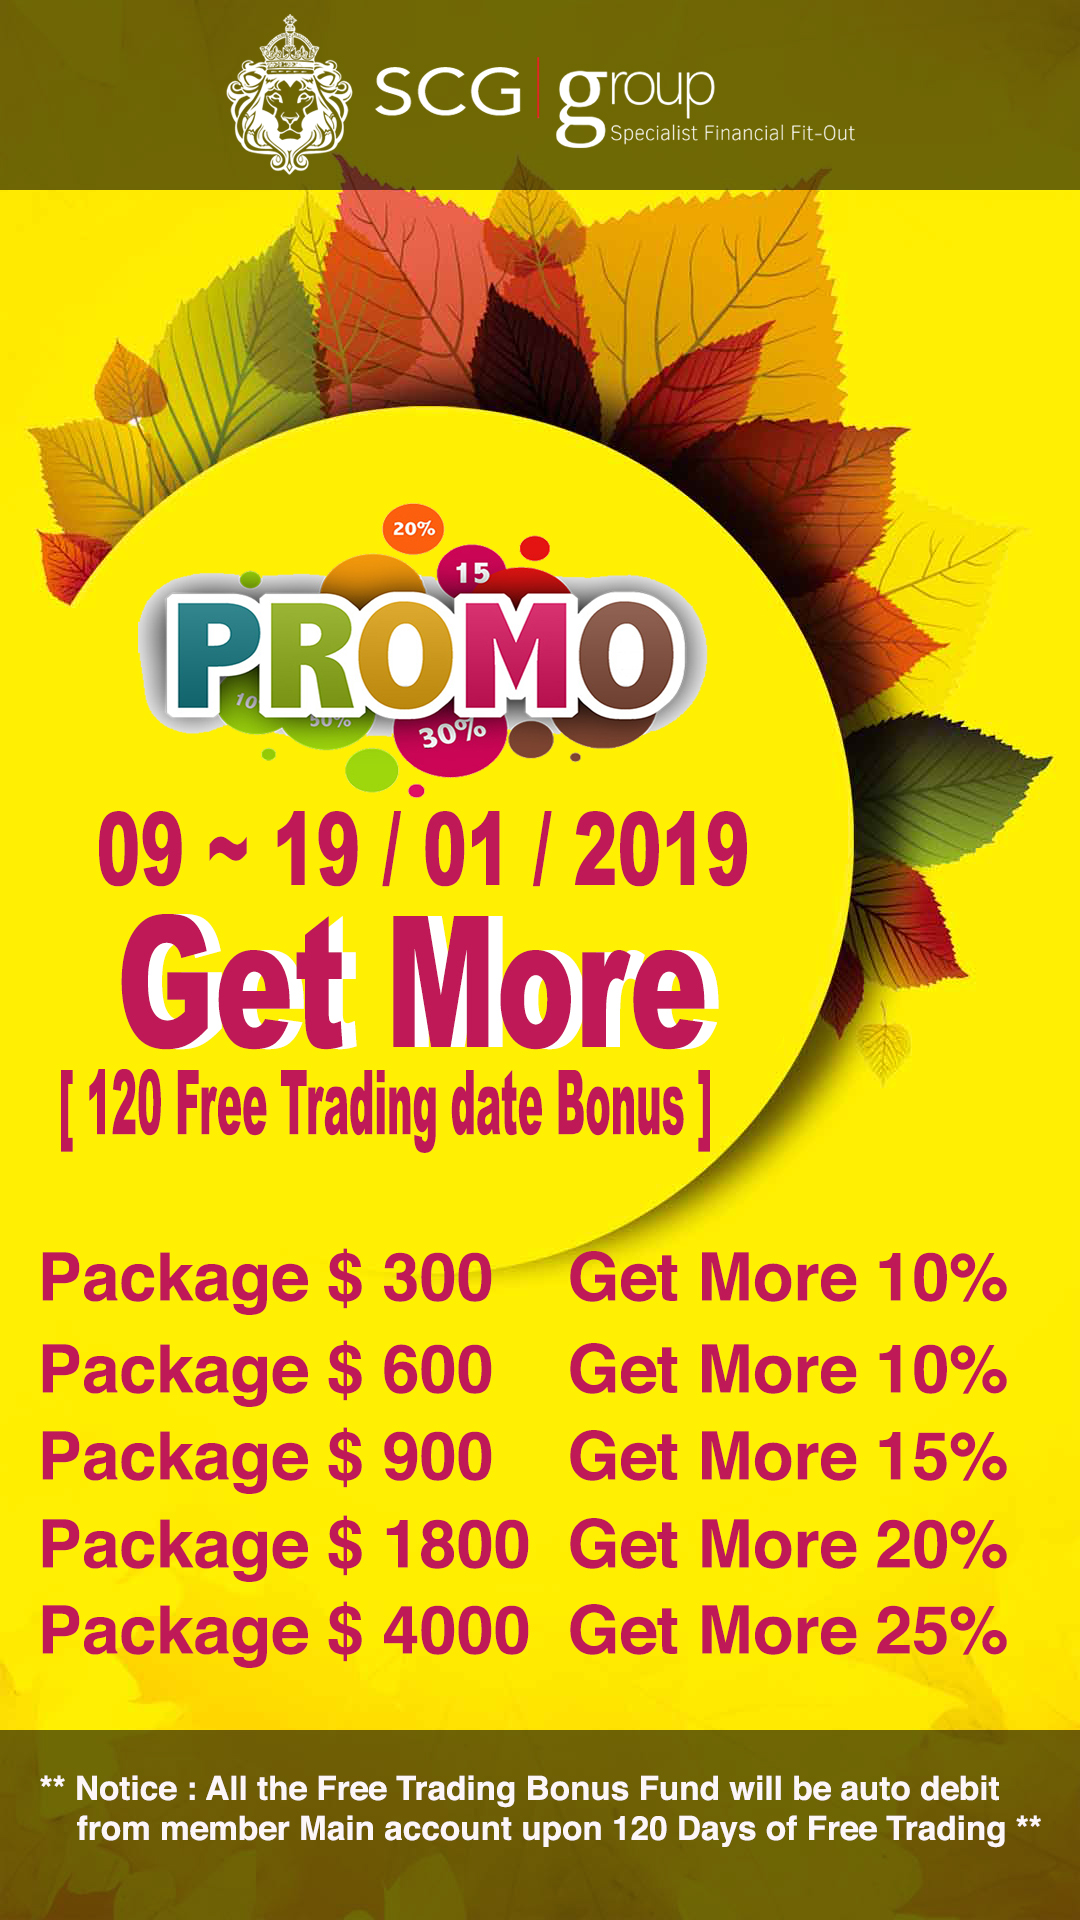 SCG group
Specialist Financial Fit-Out
20%
15
PROMO
10
50%
30%
09 ~ 19 / 01 / 2019
Get More
[ 120 Free Trading date Bonus ]
Package $ 300 Get More 10%
Package $ 600 Get More 10%
Package $ 900 Get More 15%
Package $ 1800 Get More 20%
Package $ 4000 Get More 25%
** Notice : All the Free Trading Bonus Fund will be auto debit
from member Main account upon 120 Days of Free Trading **